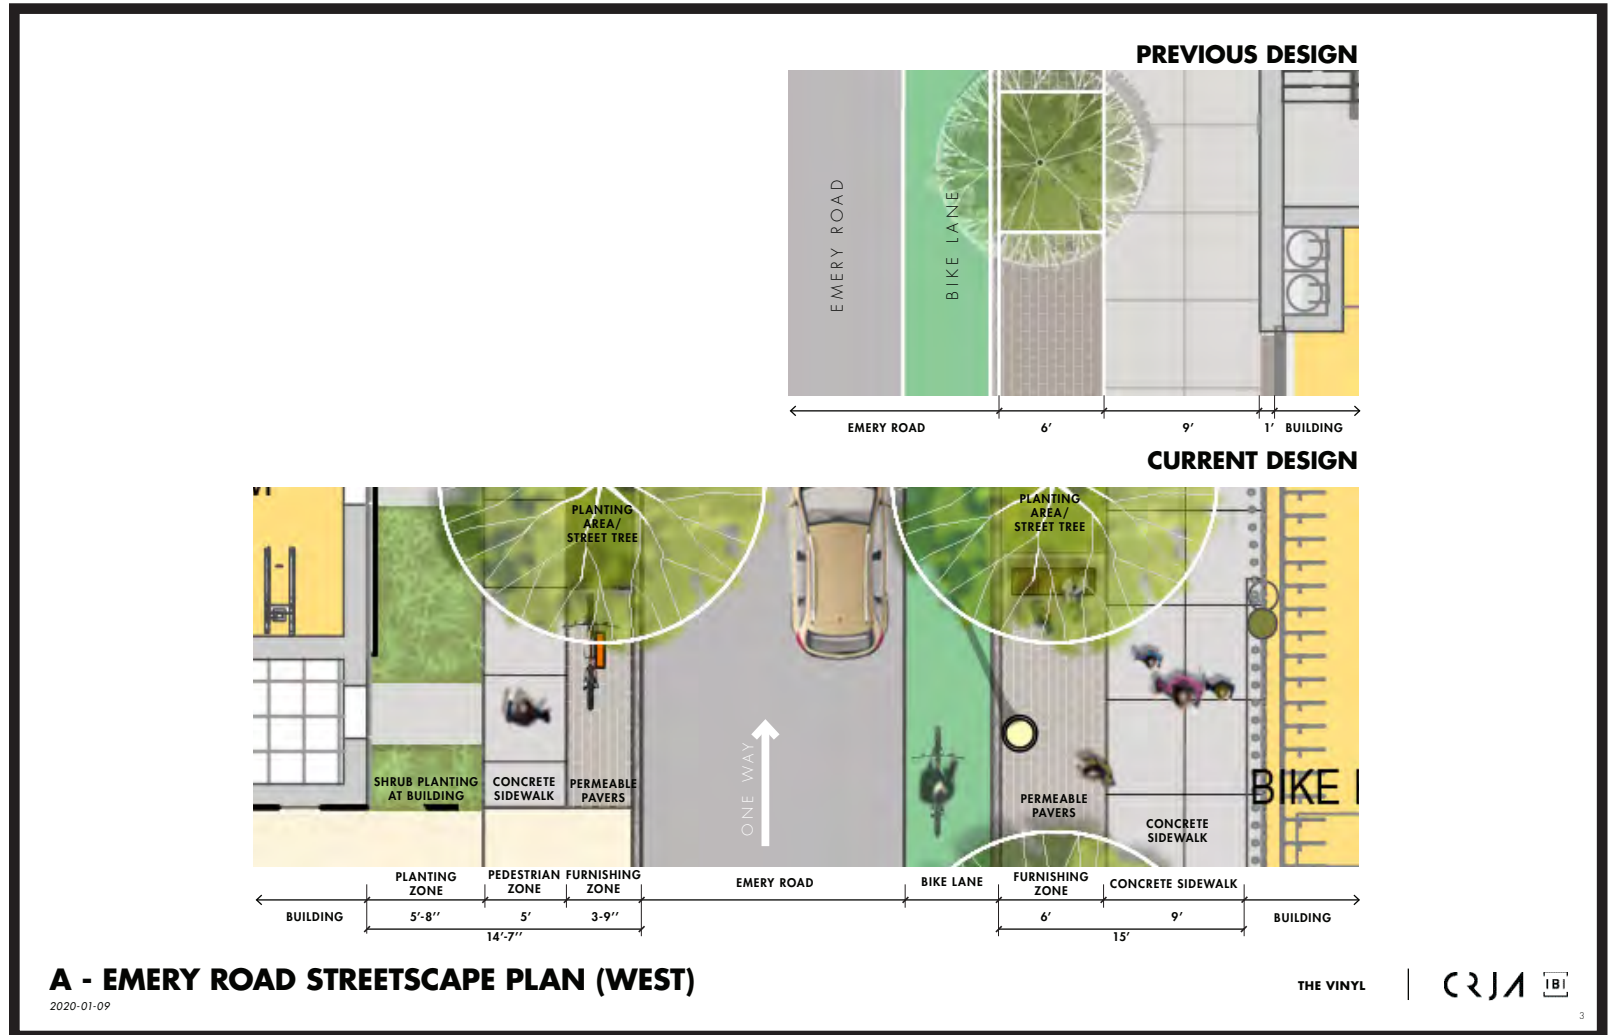 PREVIOUS DESIGN
EMERY ROAD
BIKE LANE
EMERY ROAD
6'
9'
1'
BUILDING
CURRENT DESIGN
PLANTING
AREA/
STREET TREE
PLANTING
AREA/
STREET TREE
ONE WAY
SHRUB PLANTING
AT BUILDING
CONCRETE
SIDEWALK
PERMEABLE
PAVERS
PERMEABLE
PAVERS
CONCRETE
SIDEWALK
BIKE
PLANTING
ZONE
PEDESTRIAN
ZONE
FURNISHING
ZONE
EMERY ROAD
BIKE LANE
FURNISHING
ZONE
CONCRETE SIDEWALK
BUILDING
5'-8''
5'
3-9''
6'
9'
BUILDING
14'-7''
15'
A - EMERY ROAD STREETSCAPE PLAN (WEST)
2020-01-09
THE VINYL
CRJA
IBI
3